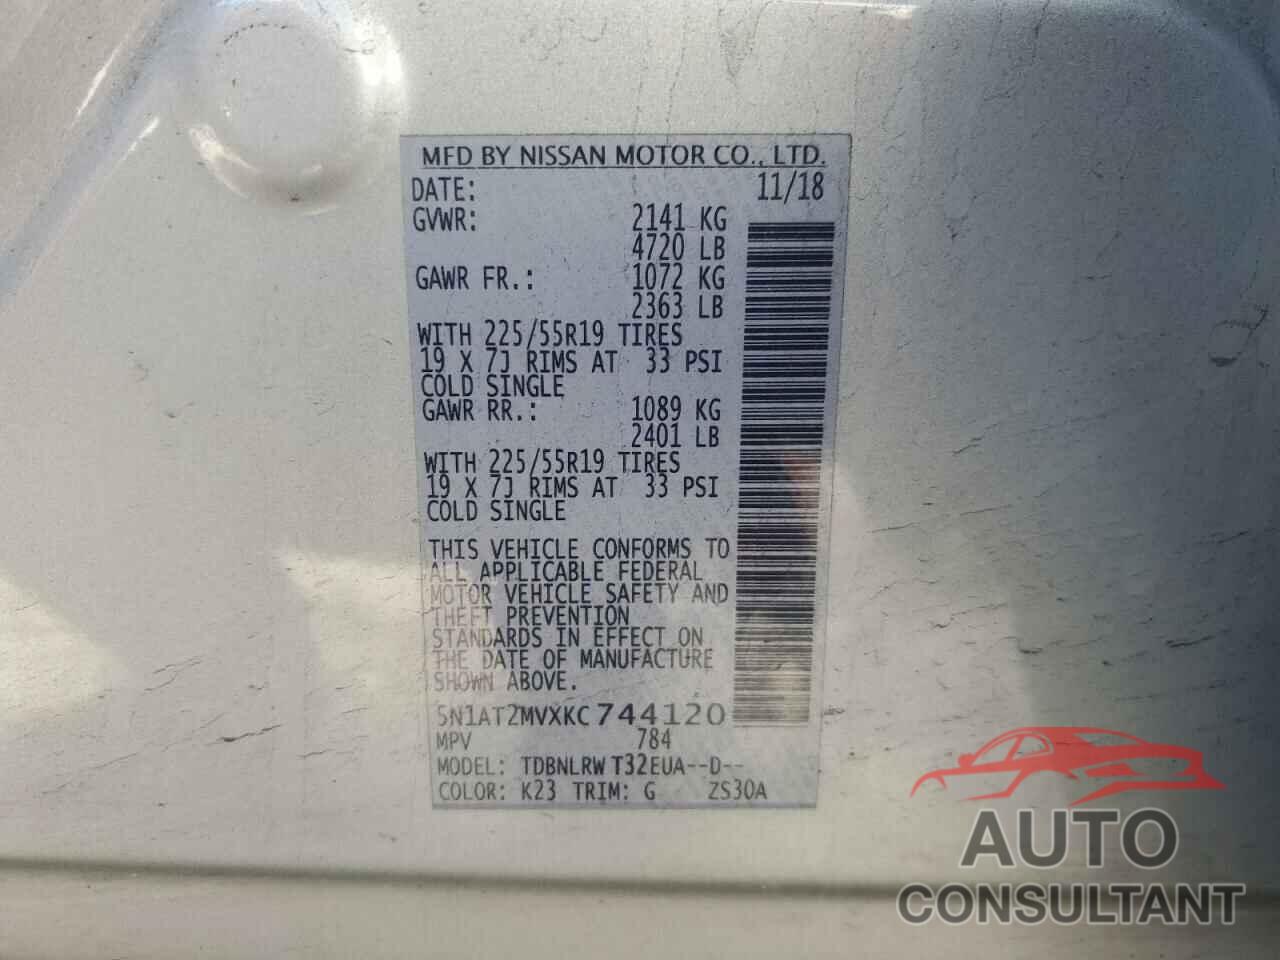 MFD BY NISSAN MOTOR CO., LTD.
DATE: 11/18
GVWR: 2141 KG
4720 LB
GAWR FR.: 1072 KG
2363 LB
WITH 225/55R19 TIRES
19 X 7J RIMS AT 33 PSI
COLD SINGLE
GAWR RR.: 1089 KG
2401 LB
WITH 225/55R19 TIRES
19 X 7J RIMS AT 33 PSI
COLD SINGLE
THIS VEHICLE CONFORMS TO
ALL APPLICABLE FEDERAL
MOTOR VEHICLE SAFETY AND
THEFT PREVENTION
STANDARDS IN EFFECT ON
THE DATE OF MANUFACTURE
SHOWN ABOVE.
5N1AT2MVXKC744120
MPV 784
MODEL: TDBNLRW T32EUA--D--
COLOR: K23 TRIM: G ZS30A
AUTO
CONSULTANT